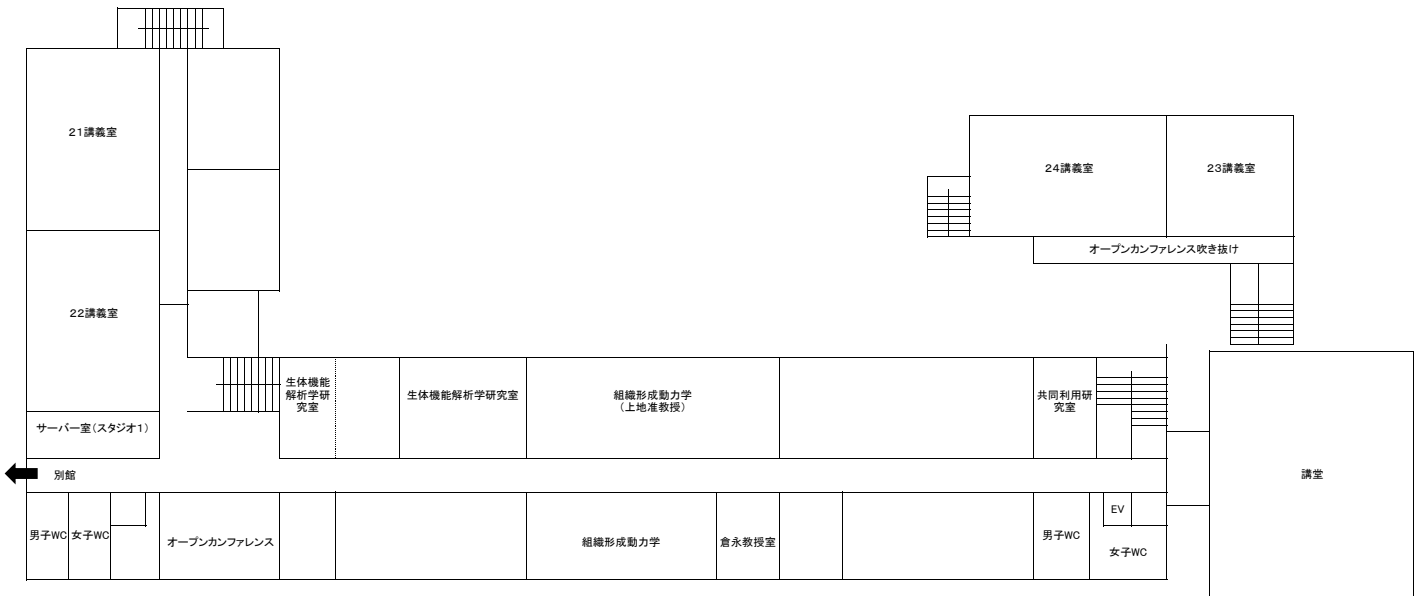 21講義室
24講義室
23講義室
オープンカンファレンス吹き抜け
22講義室
生体機能
解析学研
究室
生体機能解析学研究室
組織形成動力学
（上地准教授）
共同利用研
究室
サーバー室（スタジオ1）
別館
講堂
男子WC
女子WC
オープンカンファレンス
組織形成動力学
倉永教授室
男子WC
EV
女子WC